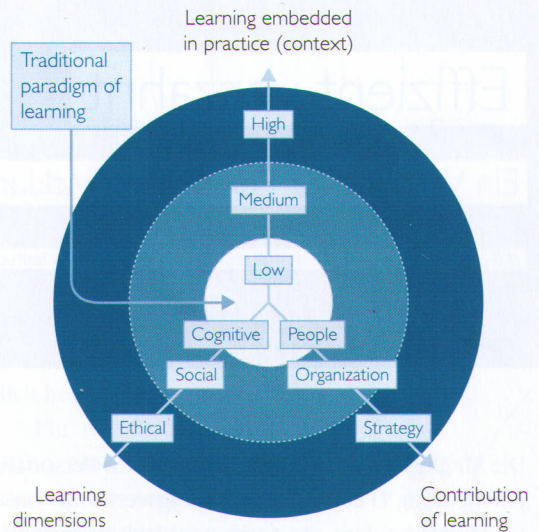 Learning embedded
in practice (context)
Traditional
paradigm of
learning
High
Medium
Low
Cognitive
People
Social
Organization
Ethical
Strategy
Learning
dimensions
Contribution
of learning